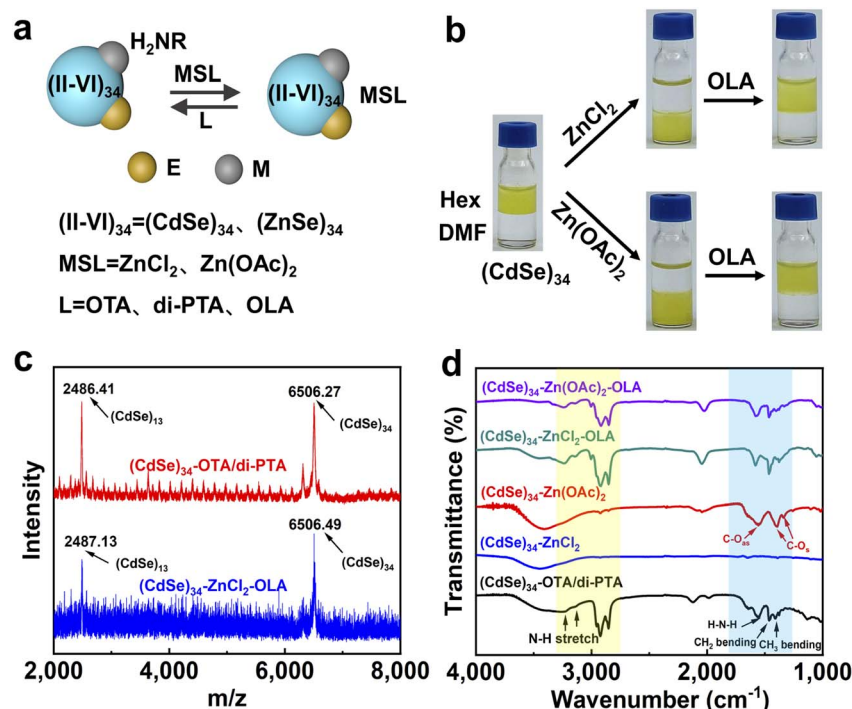 a
H₂NR
(II-VI)₃₄
MSL
L
(II-VI)₃₄
MSL
E
M
(II-VI)₃₄=(CdSe)₃₄、(ZnSe)₃₄
MSL=ZnCl₂、Zn(OAc)₂
L=OTA、di-PTA、OLA
b
Hex
DMF
(CdSe)₃₄
ZnCl₂
OLA
Zn(OAc)₂
OLA
c
2486.41
(CdSe)₁₃
6506.27
(CdSe)₃₄
(CdSe)₃₄-OTA/di-PTA
2487.13
(CdSe)₁₃
6506.49
(CdSe)₃₄
(CdSe)₃₄-ZnCl₂-OLA
Intensity
2,000 4,000 6,000 8,000
m/z
d
(CdSe)₃₄-Zn(OAc)₂-OLA
(CdSe)₃₄-ZnCl₂-OLA
(CdSe)₃₄-Zn(OAc)₂
C-Oas
C-Os
(CdSe)₃₄-ZnCl₂
(CdSe)₃₄-OTA/di-PTA
N-H stretch
H-N-H
CH₂ bending
CH₃ bending
Transmittance (%)
4,000 3,000 2,000 1,000
Wavenumber (cm⁻¹)